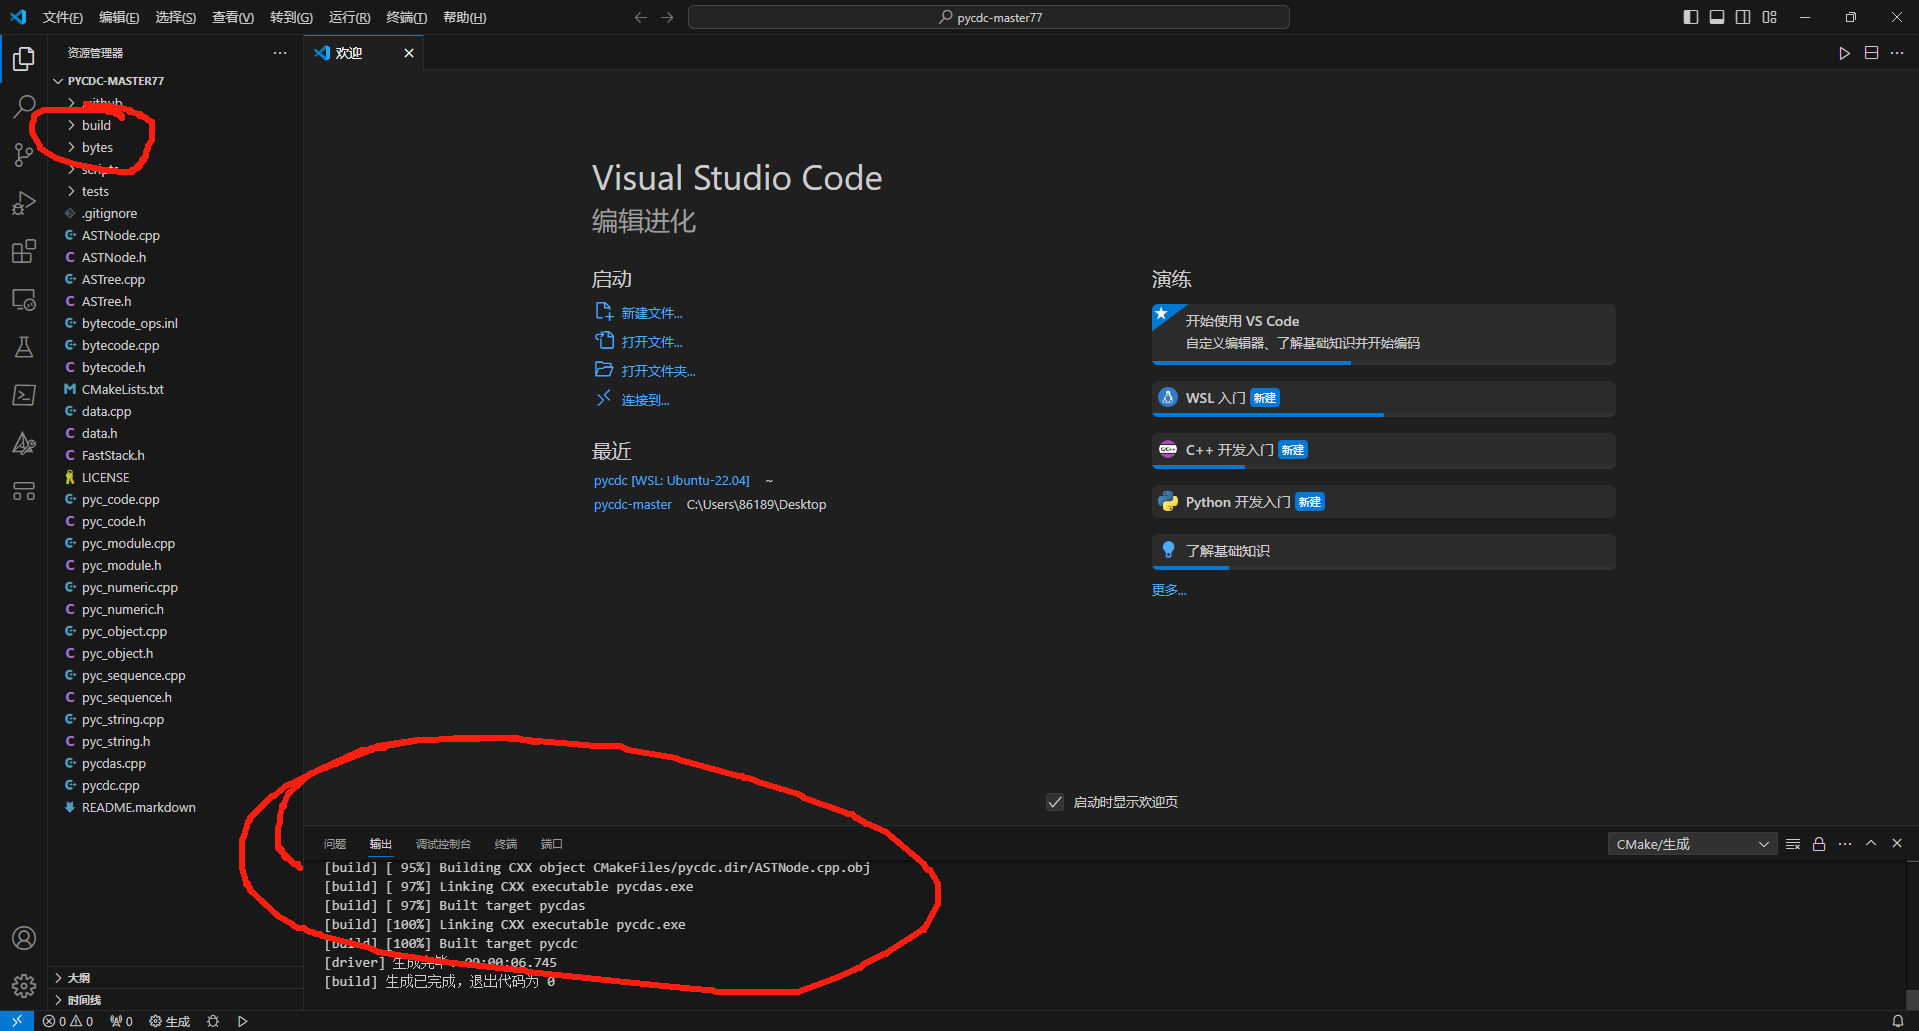 文件(F) 编辑(E) 选择(S) 查看(V) 转到(G) 运行(R) 终端(T) 帮助(H) pycdc-master77
资源管理器
欢迎
PYCDC-MASTER77
.github
build
bytes
scripts
tests
.gitignore
ASTNode.cpp
ASTNode.h
ASTree.cpp
ASTree.h
bytecode_ops.inl
bytecode.cpp
bytecode.h
CMakeLists.txt
data.cpp
data.h
FastStack.h
LICENSE
pyc_code.cpp
pyc_code.h
pyc_module.cpp
pyc_module.h
pyc_numeric.cpp
pyc_numeric.h
pyc_object.cpp
pyc_object.h
pyc_sequence.cpp
pyc_sequence.h
pyc_string.cpp
pyc_string.h
pycdas.cpp
pycdc.cpp
README.markdown
大纲
时间线
Visual Studio Code
编辑进化
启动
新建文件...
打开文件...
打开文件夹...
连接到...
最近
pycdc [WSL: Ubuntu-22.04] ~
pycdc-master C:\Users\86189\Desktop
演练
开始使用 VS Code
自定义编辑器、了解基础知识并开始编码
WSL 入门 新建
C++ 开发入门 新建
Python 开发入门 新建
了解基础知识
更多...
启动时显示欢迎页
问题 输出 调试控制台 终端 端口 CMake/生成
[build] [ 95%] Building CXX object CMakeFiles/pycdc.dir/ASTNode.cpp.obj
[build] [ 97%] Linking CXX executable pycdas.exe
[build] [ 97%] Built target pycdas
[build] [100%] Linking CXX executable pycdc.exe
[build] [100%] Built target pycdc
[driver] 生成完毕: 00:00:06.745
[build] 生成已完成，退出代码为 0
0 0 0 生成